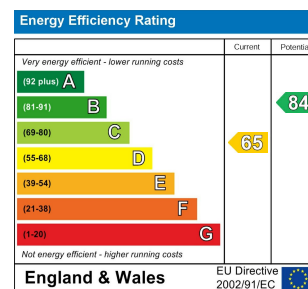 Energy Efficiency Rating
Current
Potentia
Very energy efficient - lower running costs
(92 plus) A
(81-91) B
84
(69-80) C
65
(55-68) D
(39-54) E
(21-38) F
(1-20) G
Not energy efficient - higher running costs
England & Wales
EU Directive
2002/91/EC